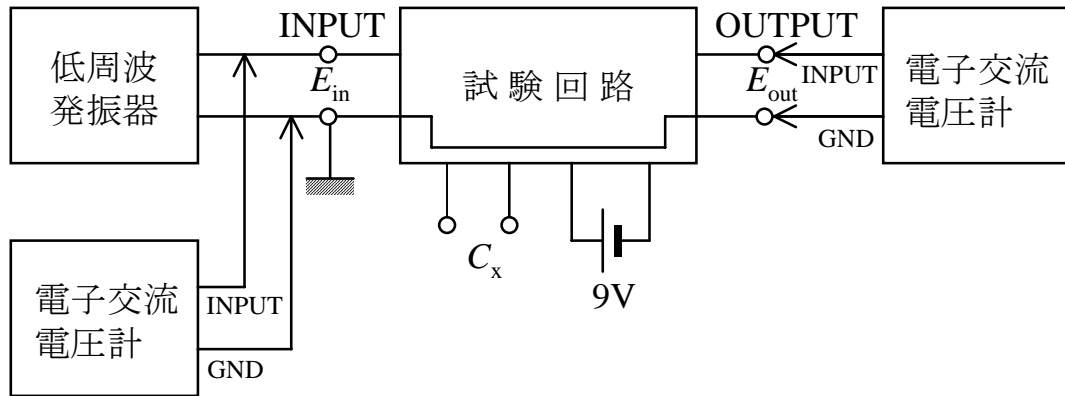 低周波
発振器
INPUT
E_in
試験回路
OUTPUT
E_out
INPUT
GND
電子交流
電圧計
C_x
9V
電子交流
電圧計
INPUT
GND